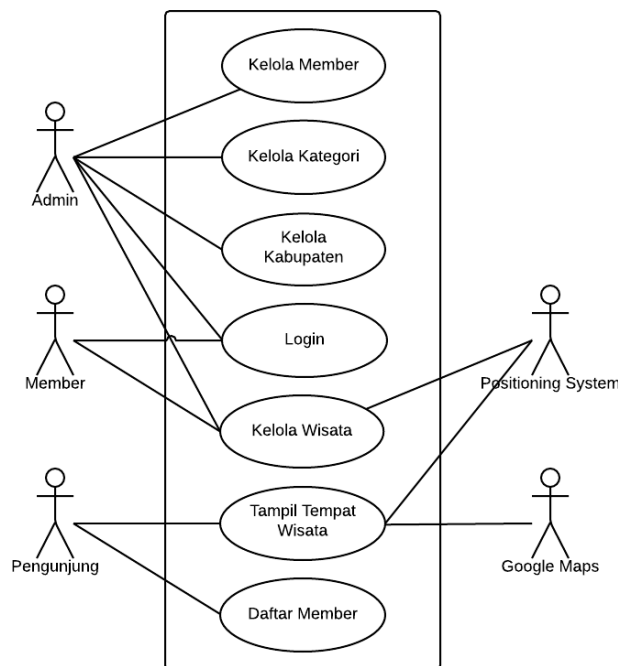 Kelola Member
Kelola Kategori
Admin
Kelola
Kabupaten
Login
Member
Positioning System
Kelola Wisata
Tampil Tempat
Wisata
Pengunjung
Google Maps
Daftar Member